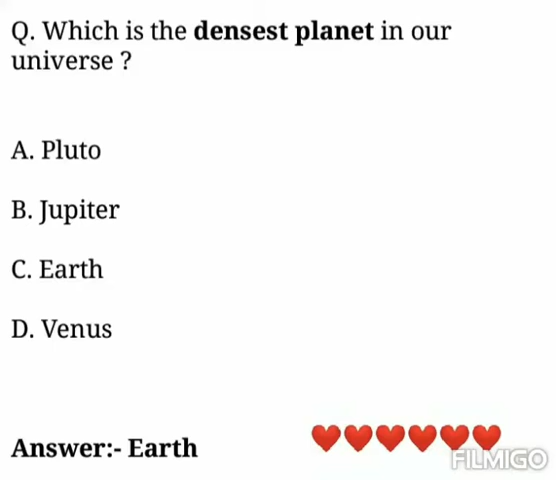 Q. Which is the densest planet in our
universe ?
A. Pluto
B. Jupiter
C. Earth
D. Venus
Answer:- Earth
FILMIGO